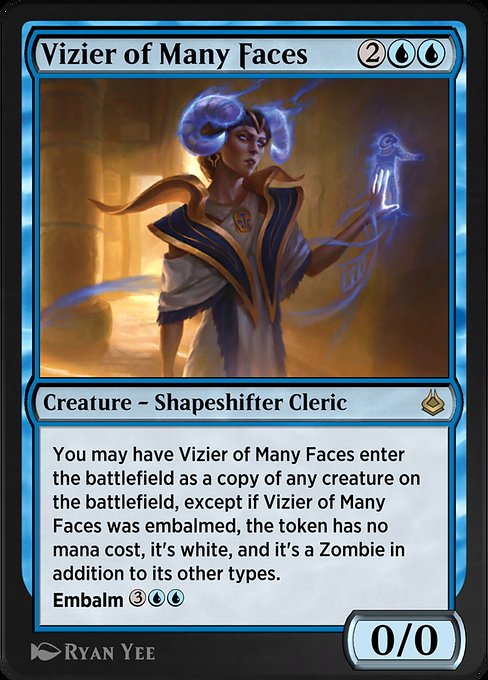 Vizier of Many Faces 2
Creature – Shapeshifter Cleric
You may have Vizier of Many Faces enter
the battlefield as a copy of any creature on
the battlefield, except if Vizier of Many
Faces was embalmed, the token has no
mana cost, it's white, and it's a Zombie in
addition to its other types.
Embalm 3
0/0
Ryan Yee